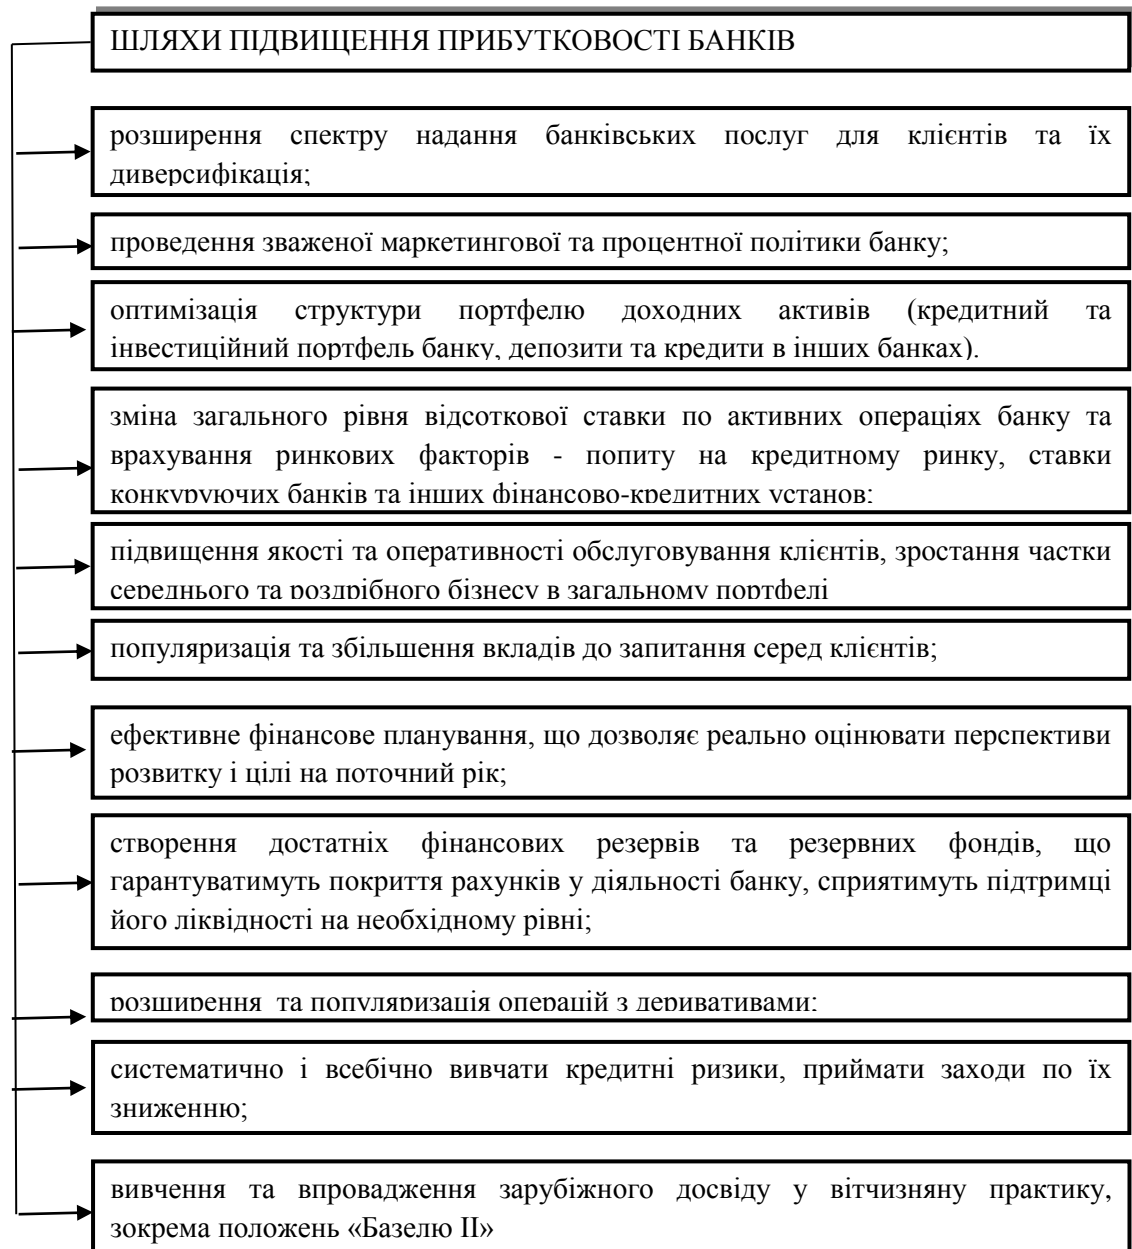 ШЛЯХИ ПІДВИЩЕННЯ ПРИБУТКОВОСТІ БАНКІВ
розширення спектру надання банківських послуг для клієнтів та їх
диверсифікація;
проведення зваженої маркетингової та процентної політики банку;
оптимізація структури портфелю доходних активів (кредитний та
інвестиційний портфель банку, депозити та кредити в інших банках).
зміна загального рівня відсоткової ставки по активних операціях банку та
врахування ринкових факторів - попиту на кредитному ринку, ставки
конкуруючих банків та інших фінансово-кредитних установ;
підвищення якості та оперативності обслуговування клієнтів, зростання частки
середнього та роздрібного бізнесу в загальному портфелі
популяризація та збільшення вкладів до запитання серед клієнтів;
ефективне фінансове планування, що дозволяє реально оцінювати перспективи
розвитку і цілі на поточний рік;
створення достатніх фінансових резервів та резервних фондів, що
гарантуватимуть покриття рахунків у діяльності банку, сприятимуть підтримці
його ліквідності на необхідному рівні;
розширення та популяризація операцій з деривативами;
систематично і всебічно вивчати кредитні ризики, приймати заходи по їх
зниженню;
вивчення та впровадження зарубіжного досвіду у вітчизняну практику,
зокрема положень «Базелю ІІ»